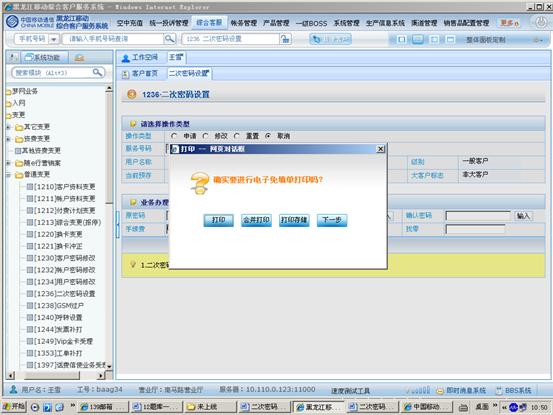 黑龙江移动综合客户服务系统 - Windows Internet Explorer
中国移动通信 CHINA MOBILE 黑龙江移动 综合客户服务系统 空中充值 统一投诉管理 综合客服 帐务管理 产品管理 一级BOSS 系统管理 生产信息系统 渠道管理 销售品配置管理 更多
手机号码 请输入手机号码查询 1236 二次密码设置 整体面板定制
系统功能 工作空间 王雪
搜索模块 (Alt+3) 客户首页 二次密码设置
梦网业务
入网
变更
其它变更
资费变更
其他资费变更
随e行营销案
普通变更
[1210]客户资料变更
[1211]帐户资料变更
[1212]付费计划变更
[1213]综合变更(报停)
[1220]换卡变更
[1221]换卡冲正
[1230]客户密码修改
[1232]帐户密码修改
[1234]用户密码修改
[1236]二次密码设置
[1238]GSM过户
[1240]呼转设置
[1244]发票补打
[1249]Vip金卡受理
[1353]工单补打
1236-二次密码设置
请选择操作类型
操作类型 申请 修改 重置 取消
服务号码
用户名称 级别 一般客户
当前预存 大客户标志 非大客户
打印 -- 网页对话框
确实要进行电子免填单打印吗?
打印 合并打印 打印存储 下一步
业务办理
原密码 确认密码 输入
手续费 找零
1.二次密码
用户名：王雪 工号：baag34 营业厅：南马路营业厅 服务器：10.110.0.123:11000 速度测试工具 即时消息系统 BBS系统
开始 139邮箱 12题库一 未上线 二次密码 黑龙江移 二次密码 中国移动 桌面 10:50